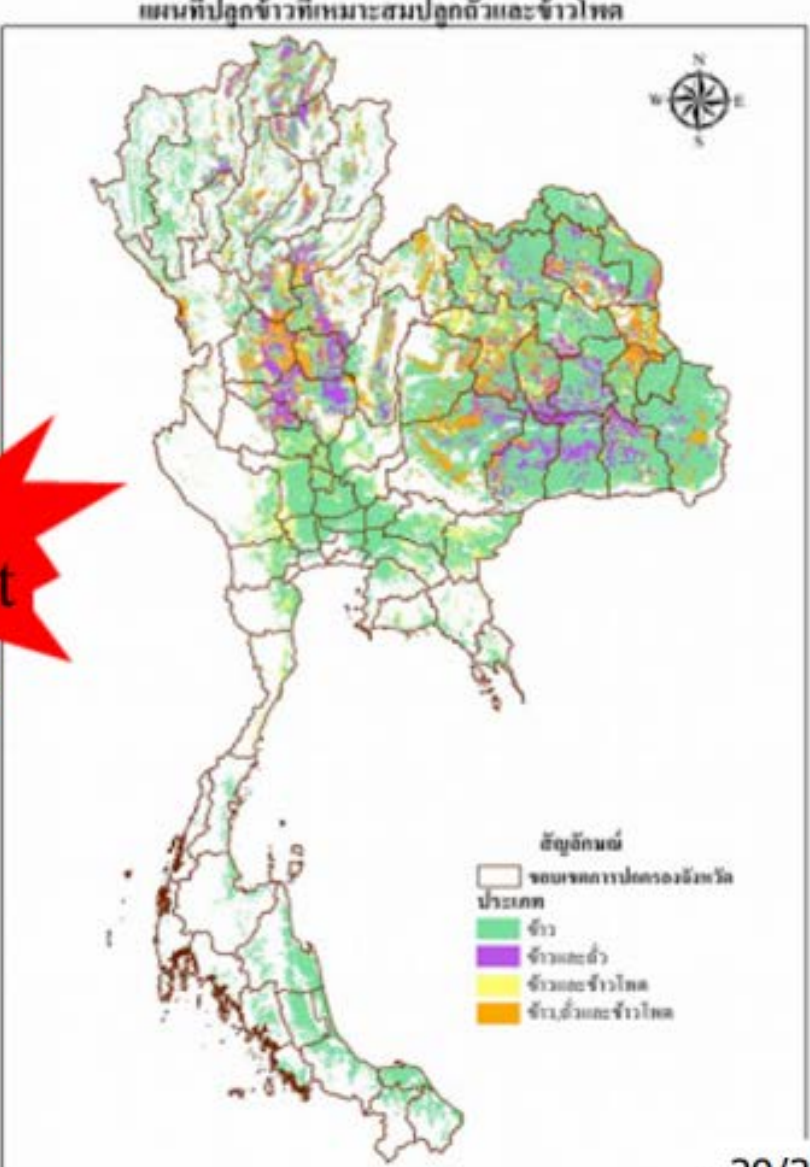 แผนที่ปลูกข้าวที่เหมาะสมปลูกถั่วและข้าวโพด
N
W
E
S
t
สัญลักษณ์
ขอบเขตการปกครองจังหวัด
ประเภท
ข้าว
ข้าวและถั่ว
ข้าวและข้าวโพด
ข้าว,ถั่วและข้าวโพด